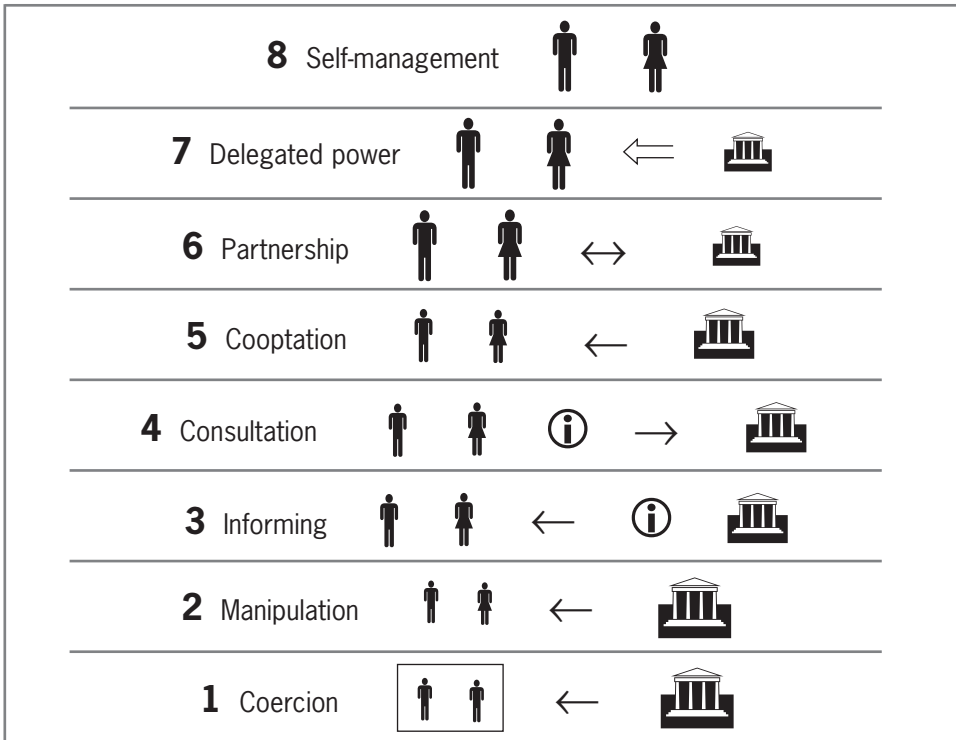 8 Self-management
7 Delegated power
6 Partnership
5 Cooptation
4 Consultation
3 Informing
2 Manipulation
1 Coercion